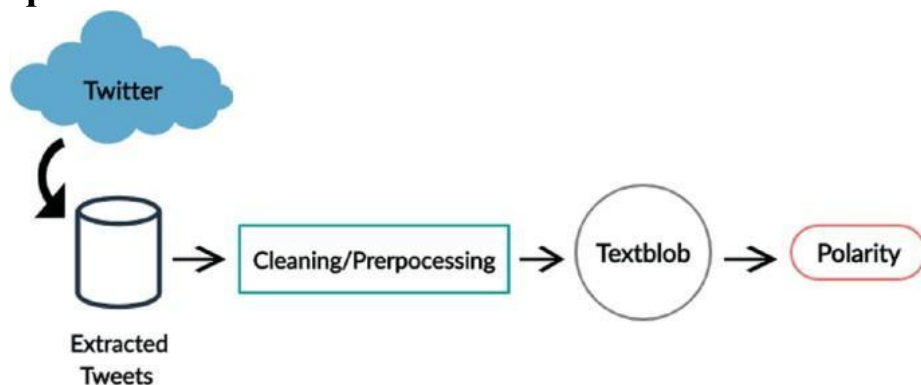 Twitter
Cleaning/Prerpocessing
Textblob
Polarity
Extracted
Tweets